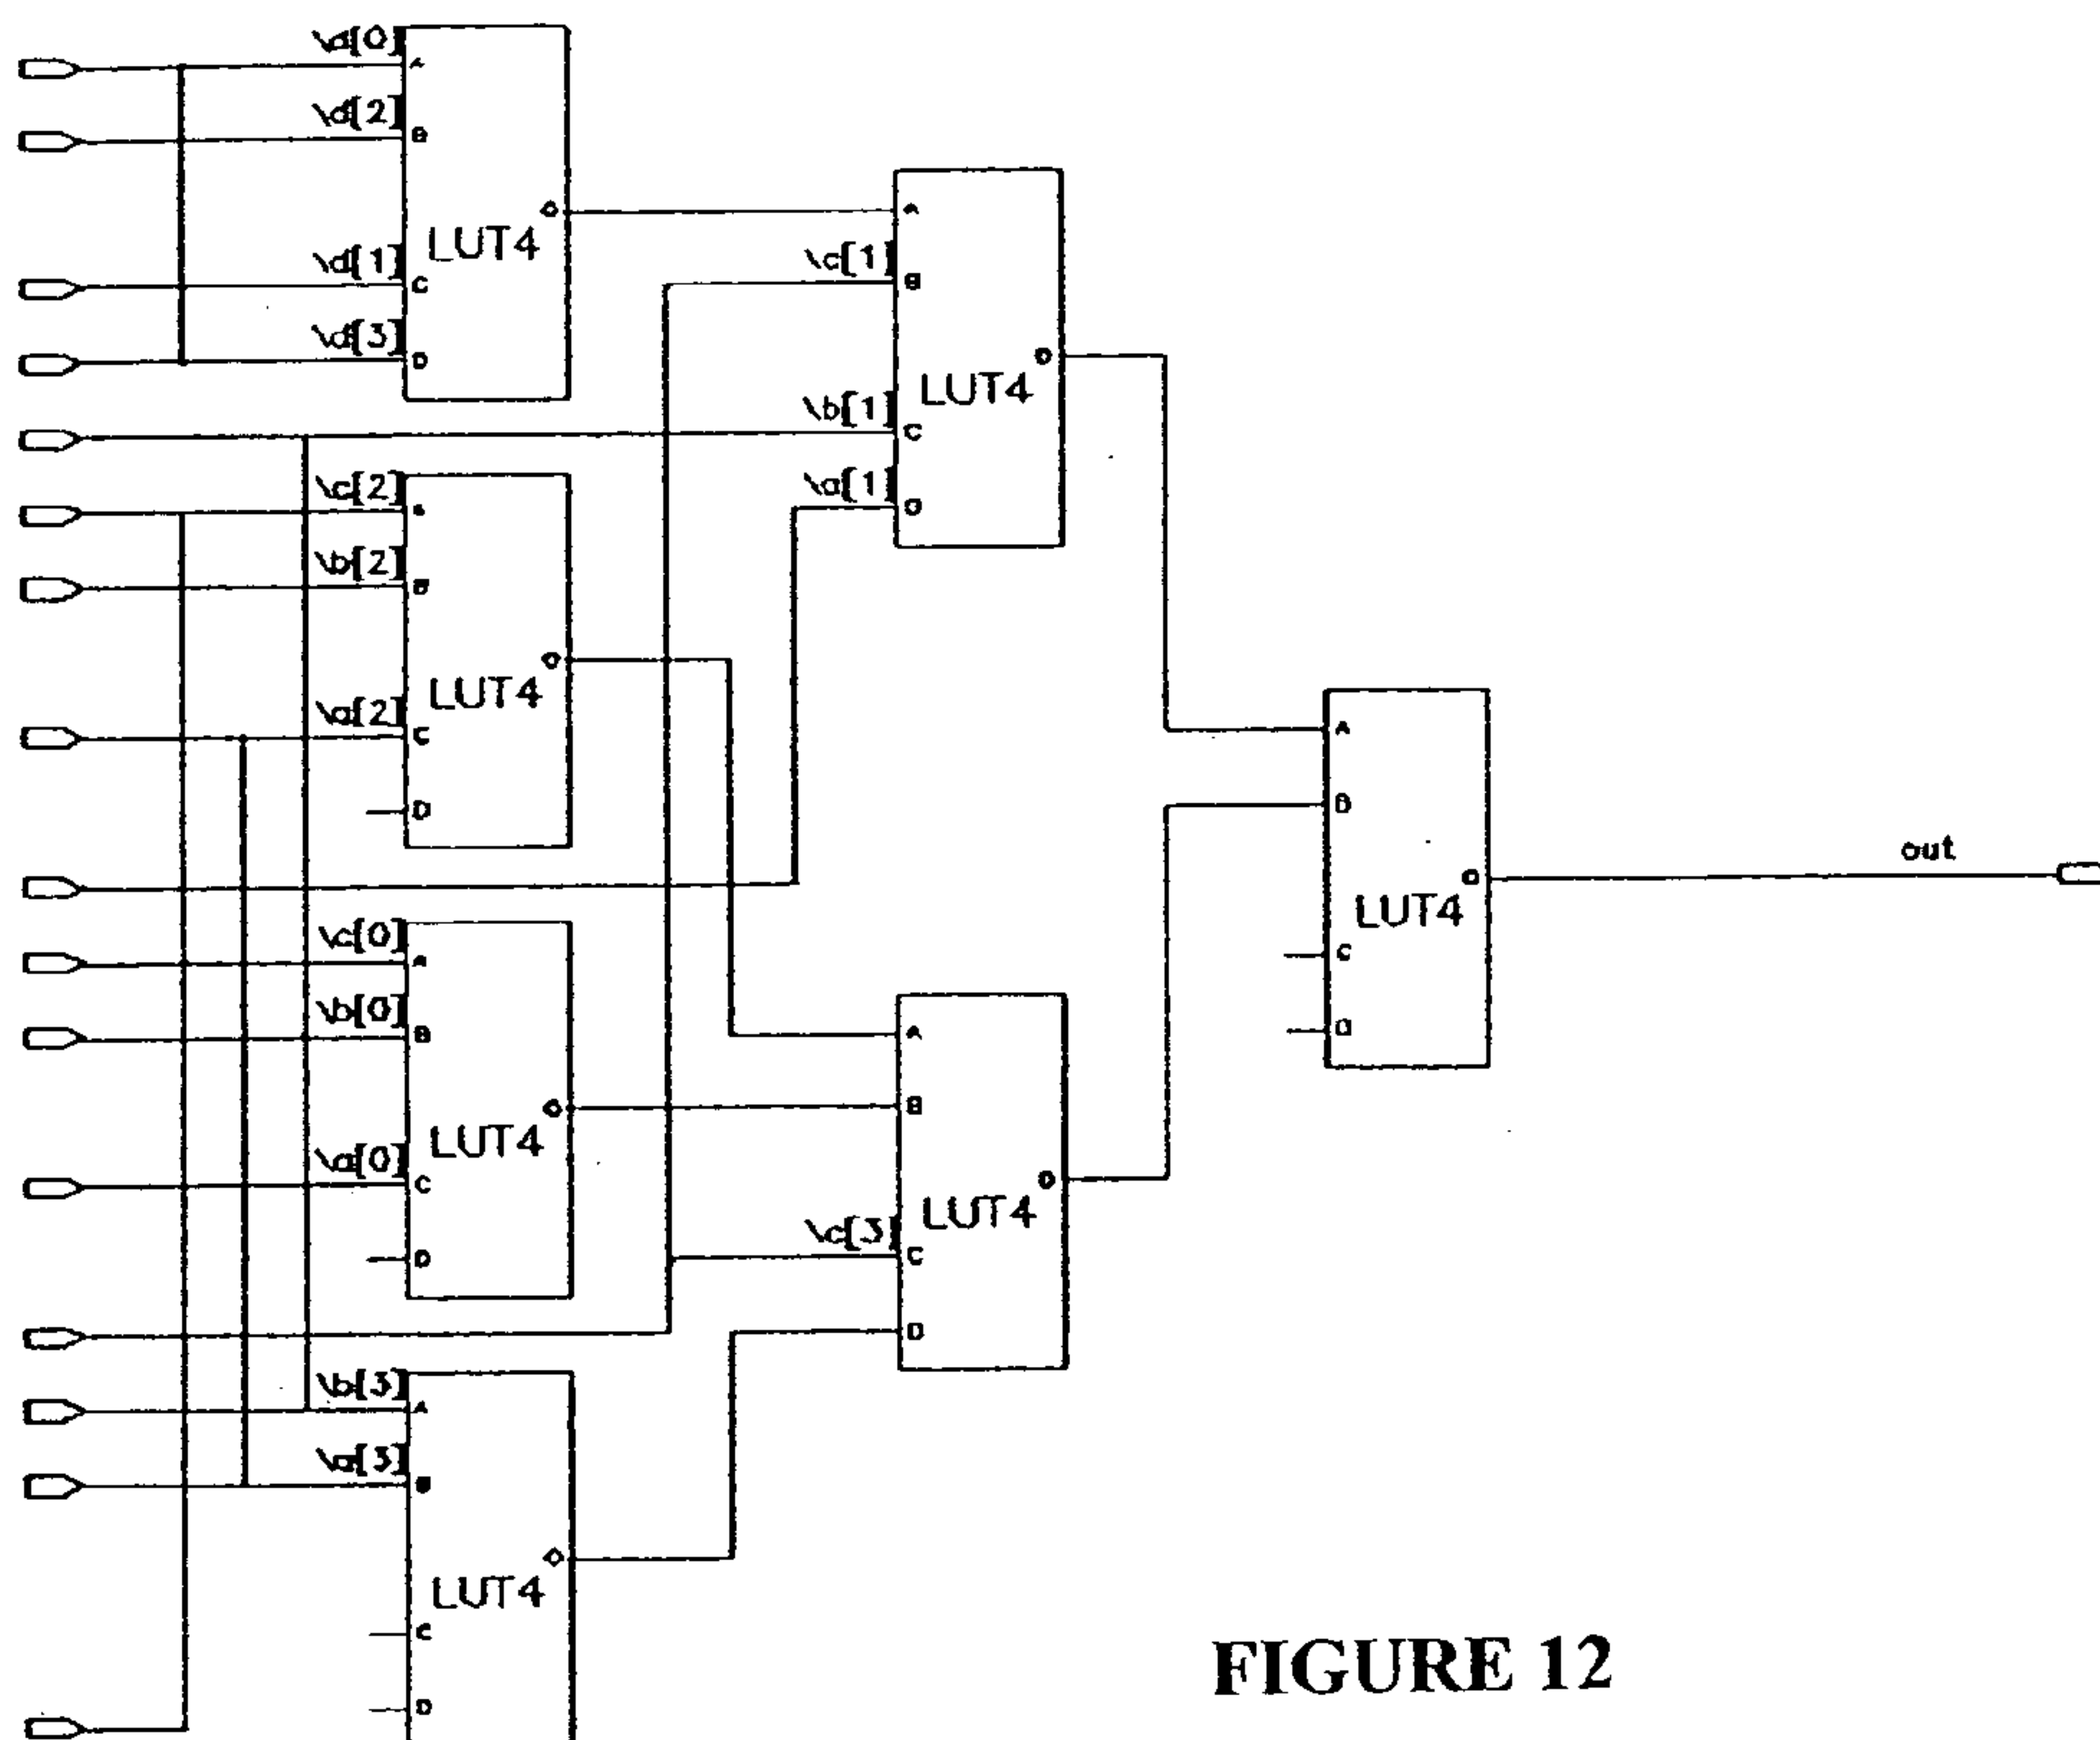 \d[0]
A
\d[2]
B
O
LUT4
\d[1]
C
\d[3]
D
A
\c[1]
B
O
LUT4
\b[1]
C
\a[1]
D
\c[2]
A
\b[2]
B
O
LUT4
\a[2]
C
D
A
B
out
O
LUT4
C
D
\c[0]
A
\b[0]
B
O
LUT4
\a[0]
C
D
A
B
O
LUT4
\c[3]
C
D
\b[3]
A
\a[3]
B
O
LUT4
C
D
FIGURE 12